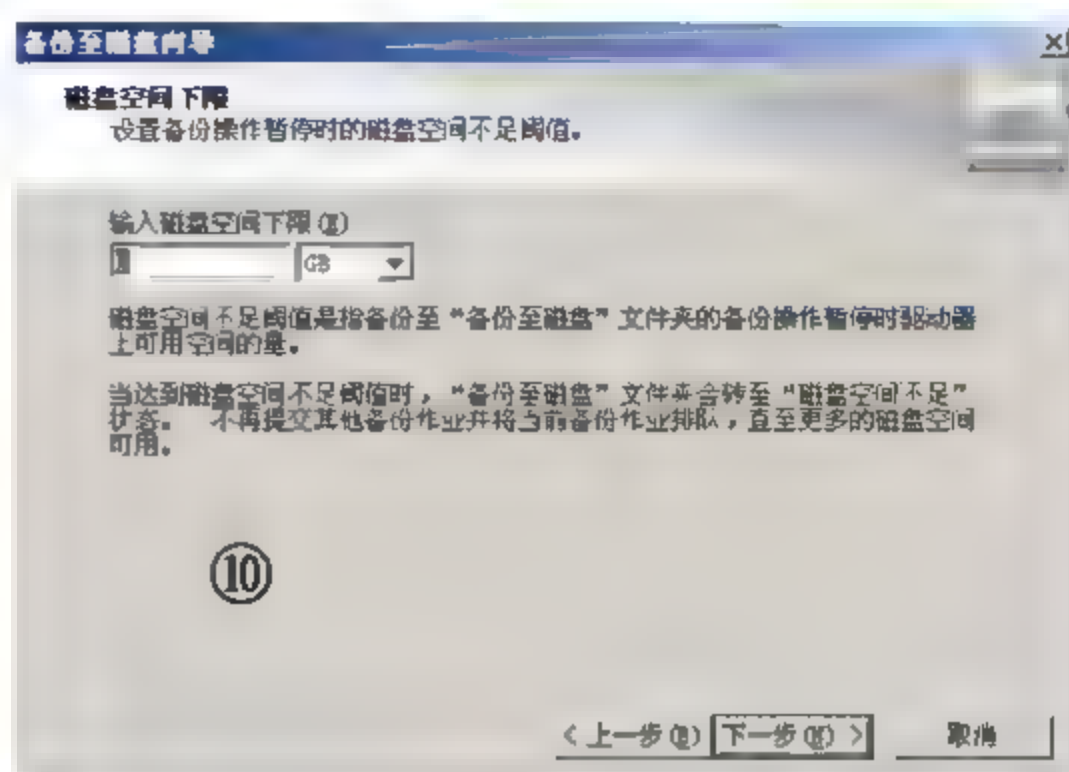 备份至磁盘向导
磁盘空间下限
设置备份操作暂停时的磁盘空间不足阈值。
输入磁盘空间下限(E)
1 GB
磁盘空间不足阈值是指备份至“备份至磁盘”文件夹的备份操作暂停时驱动器
上可用空间的量。
当达到磁盘空间不足阈值时，“备份至磁盘”文件夹会转至“磁盘空间不足”
状态。 不再提交其他备份作业并将当前备份作业排队，直至更多的磁盘空间
可用。
⑩
< 上一步(B) 下一步(N) > 取消